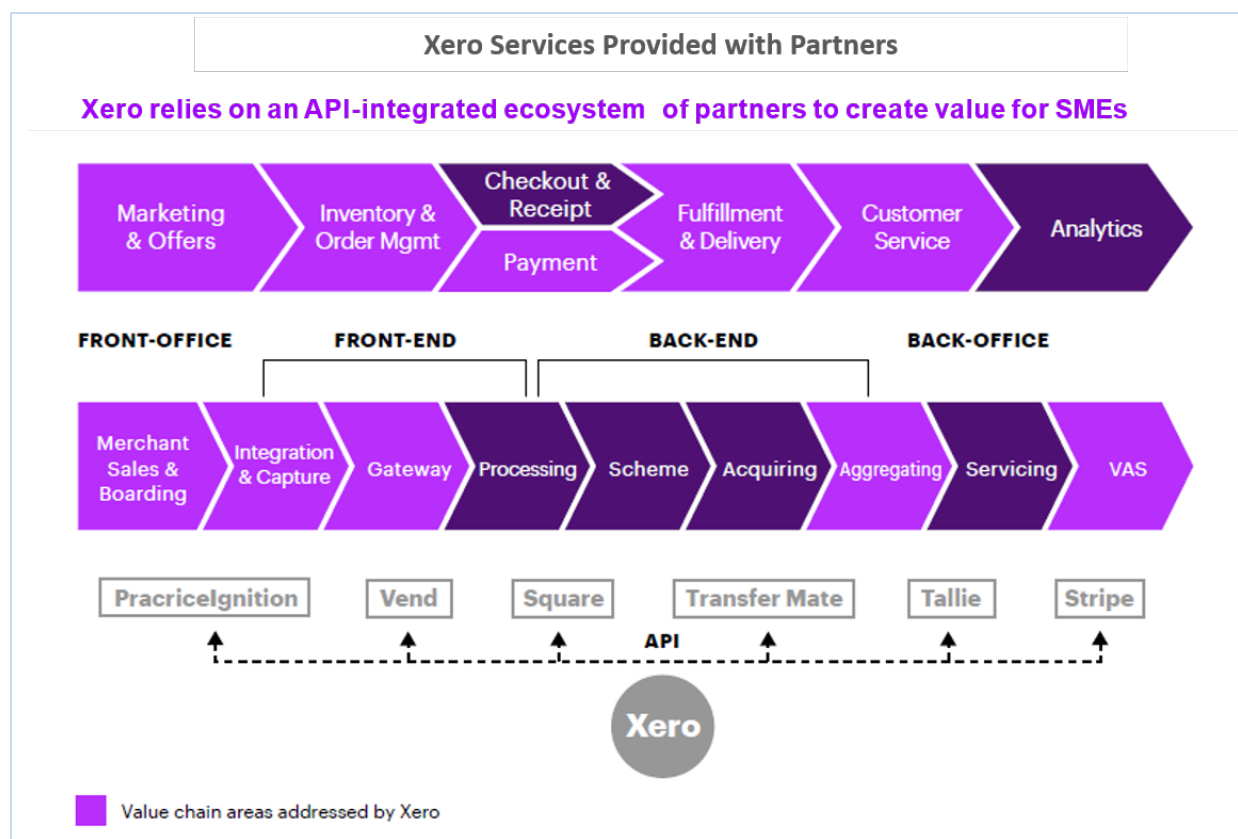 Xero Services Provided with Partners
Xero relies on an API-integrated ecosystem of partners to create value for SMEs
Marketing
& Offers
Inventory &
Order Mgmt
Checkout &
Receipt
Payment
Fulfillment
& Delivery
Customer
Service
Analytics
FRONT-OFFICE
FRONT-END
BACK-END
BACK-OFFICE
Merchant
Sales &
Boarding
Integration
& Capture
Gateway
Processing
Scheme
Acquiring
Aggregating
Servicing
VAS
PracriceIgnition
Vend
Square
Transfer Mate
Tallie
Stripe
API
Xero
Value chain areas addressed by Xero